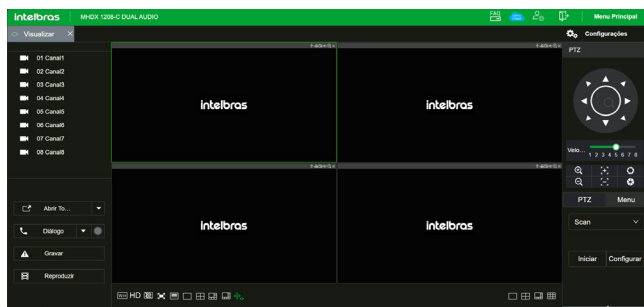 intelbras MHDX 1208-C DUAL AUDIO FAQ Menu Principal
Visualizar × Configurações
PTZ
01 Canal1
02 Canal2
03 Canal3
04 Canal4
05 Canal5
06 Canal6
07 Canal7
08 Canal8
intelbras
intelbras
intelbras
intelbras
Velo...
1 2 3 4 5 6 7 8
PTZ Menu
Scan
Iniciar Configurar
Abrir To...
Diálogo
Gravar
Reproduzir
HD